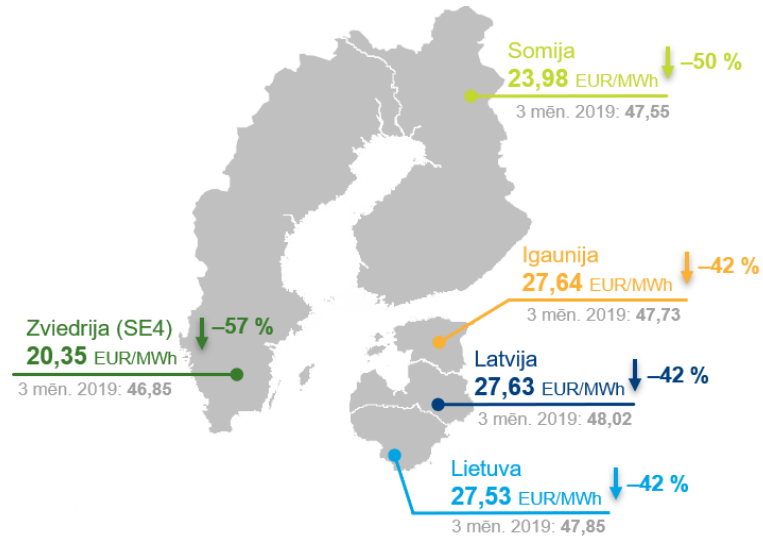 Somija
23,98 EUR/MWh
–50 %
3 mēn. 2019: 47,55
Igaunija
27,64 EUR/MWh
–42 %
3 mēn. 2019: 47,73
Zviedrija (SE4)
–57 %
20,35 EUR/MWh
3 mēn. 2019: 46,85
Latvija
27,63 EUR/MWh
–42 %
3 mēn. 2019: 48,02
Lietuva
27,53 EUR/MWh
–42 %
3 mēn. 2019: 47,85